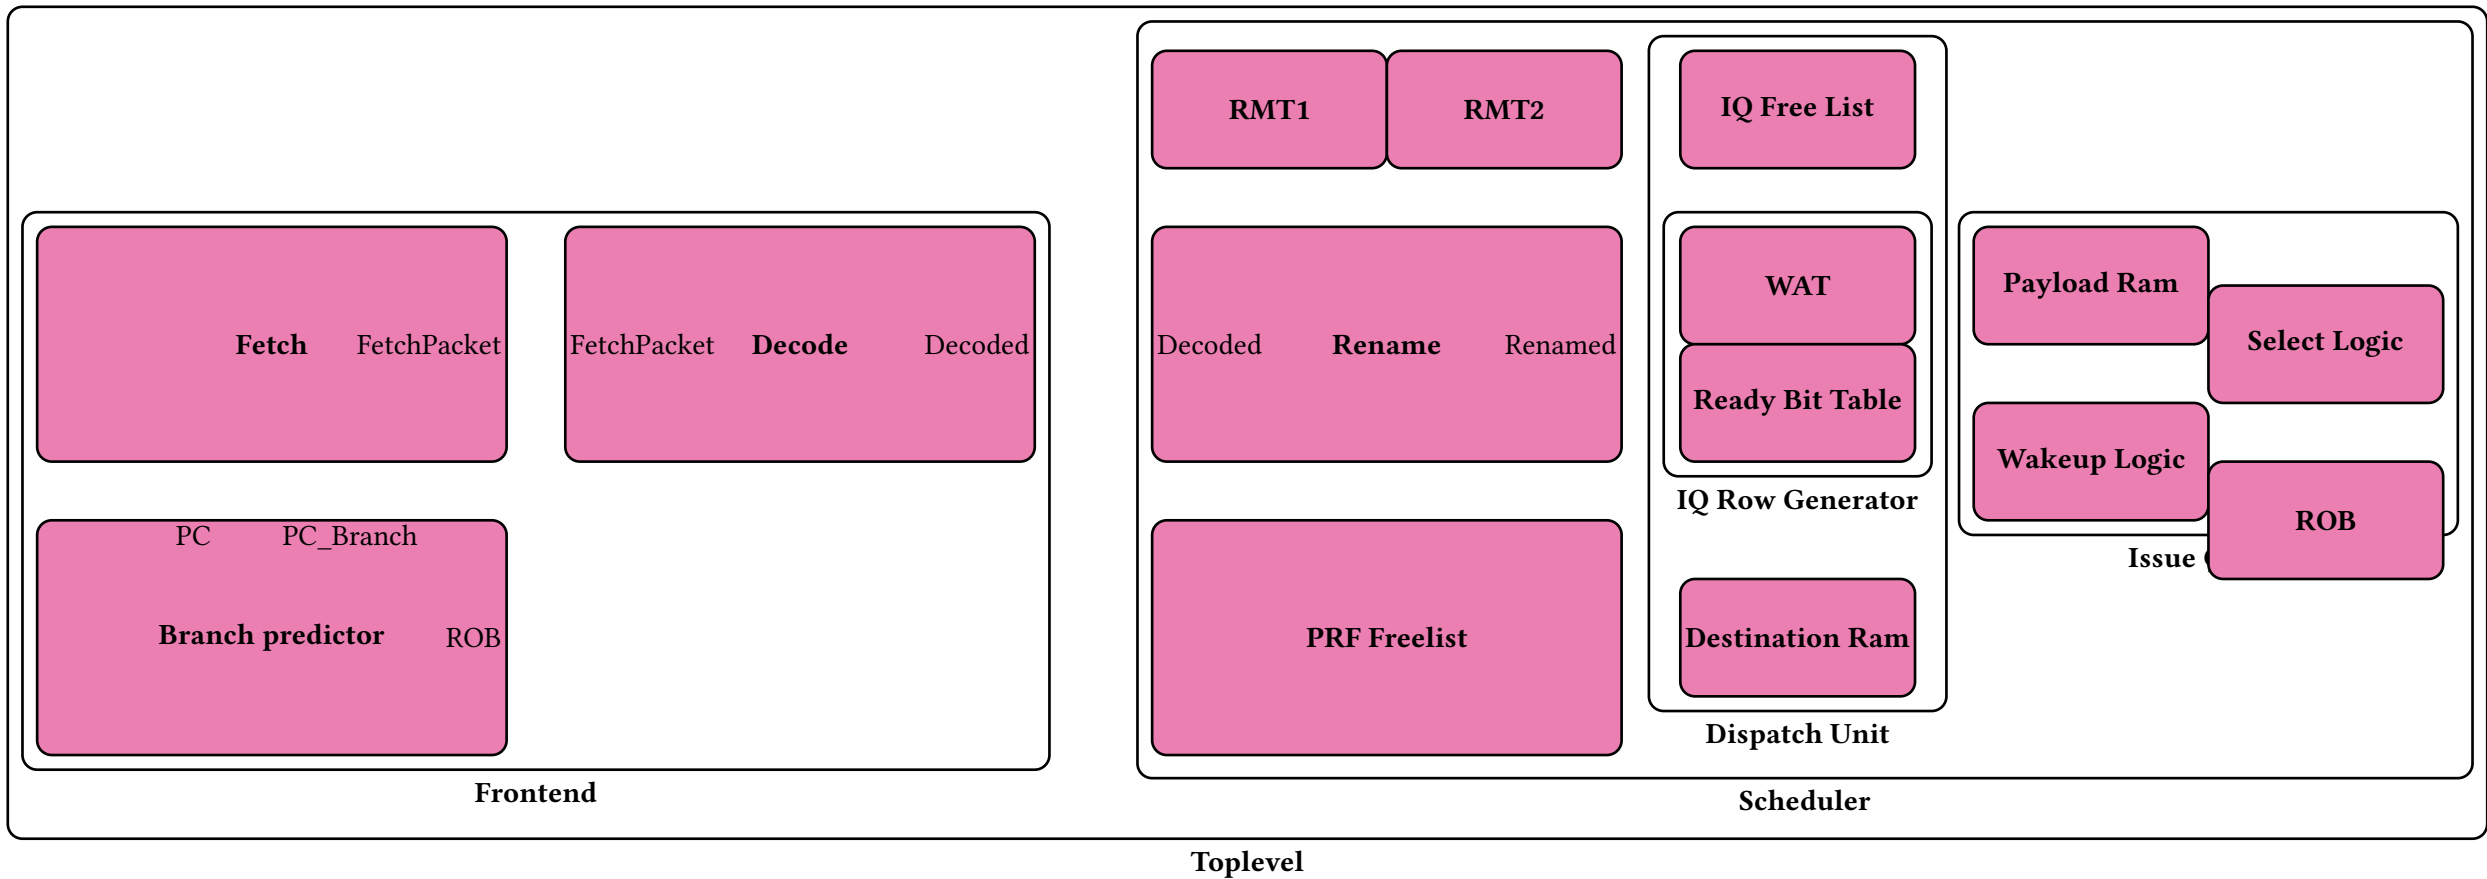 RMT1
RMT2
IQ Free List
Fetch
FetchPacket
FetchPacket
Decode
Decoded
Decoded
Rename
Renamed
WAT
Ready Bit Table
IQ Row Generator
Payload Ram
Select Logic
Wakeup Logic
ROB
Issue
PC
PC_Branch
Branch predictor
ROB
PRF Freelist
Destination Ram
Dispatch Unit
Frontend
Scheduler
Toplevel